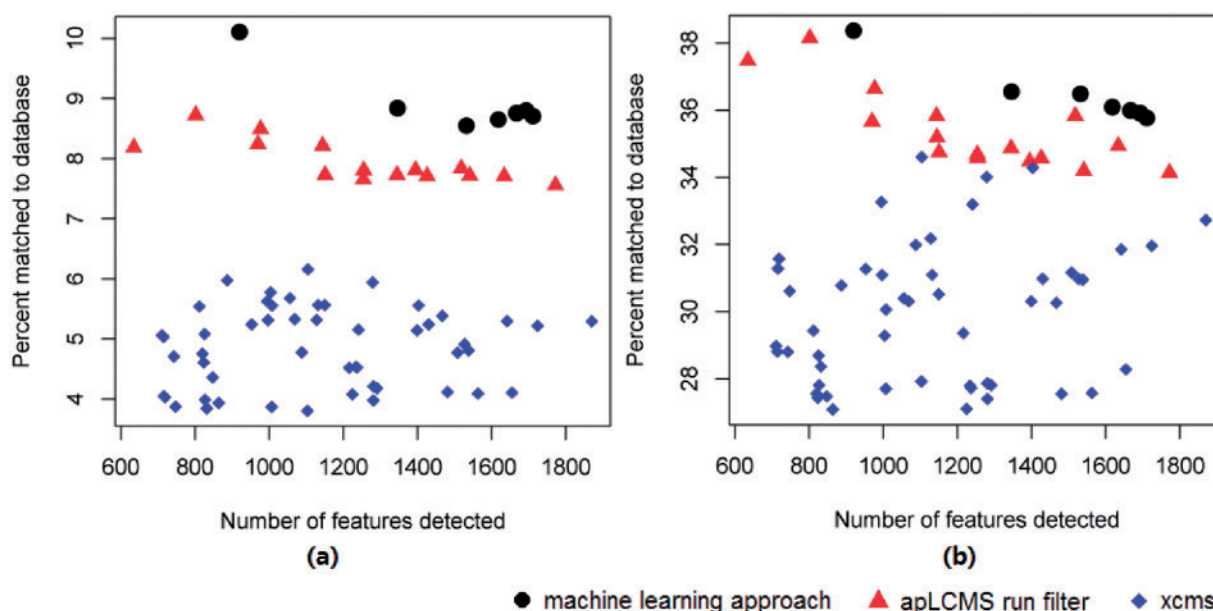 10
9
8
7
6
5
4
Percent matched to database
600 800 1000 1200 1400 1600 1800
Number of features detected
(a)
38
36
34
32
30
28
Percent matched to database
600 800 1000 1200 1400 1600 1800
Number of features detected
(b)
machine learning approach apLCMS run filter xcms